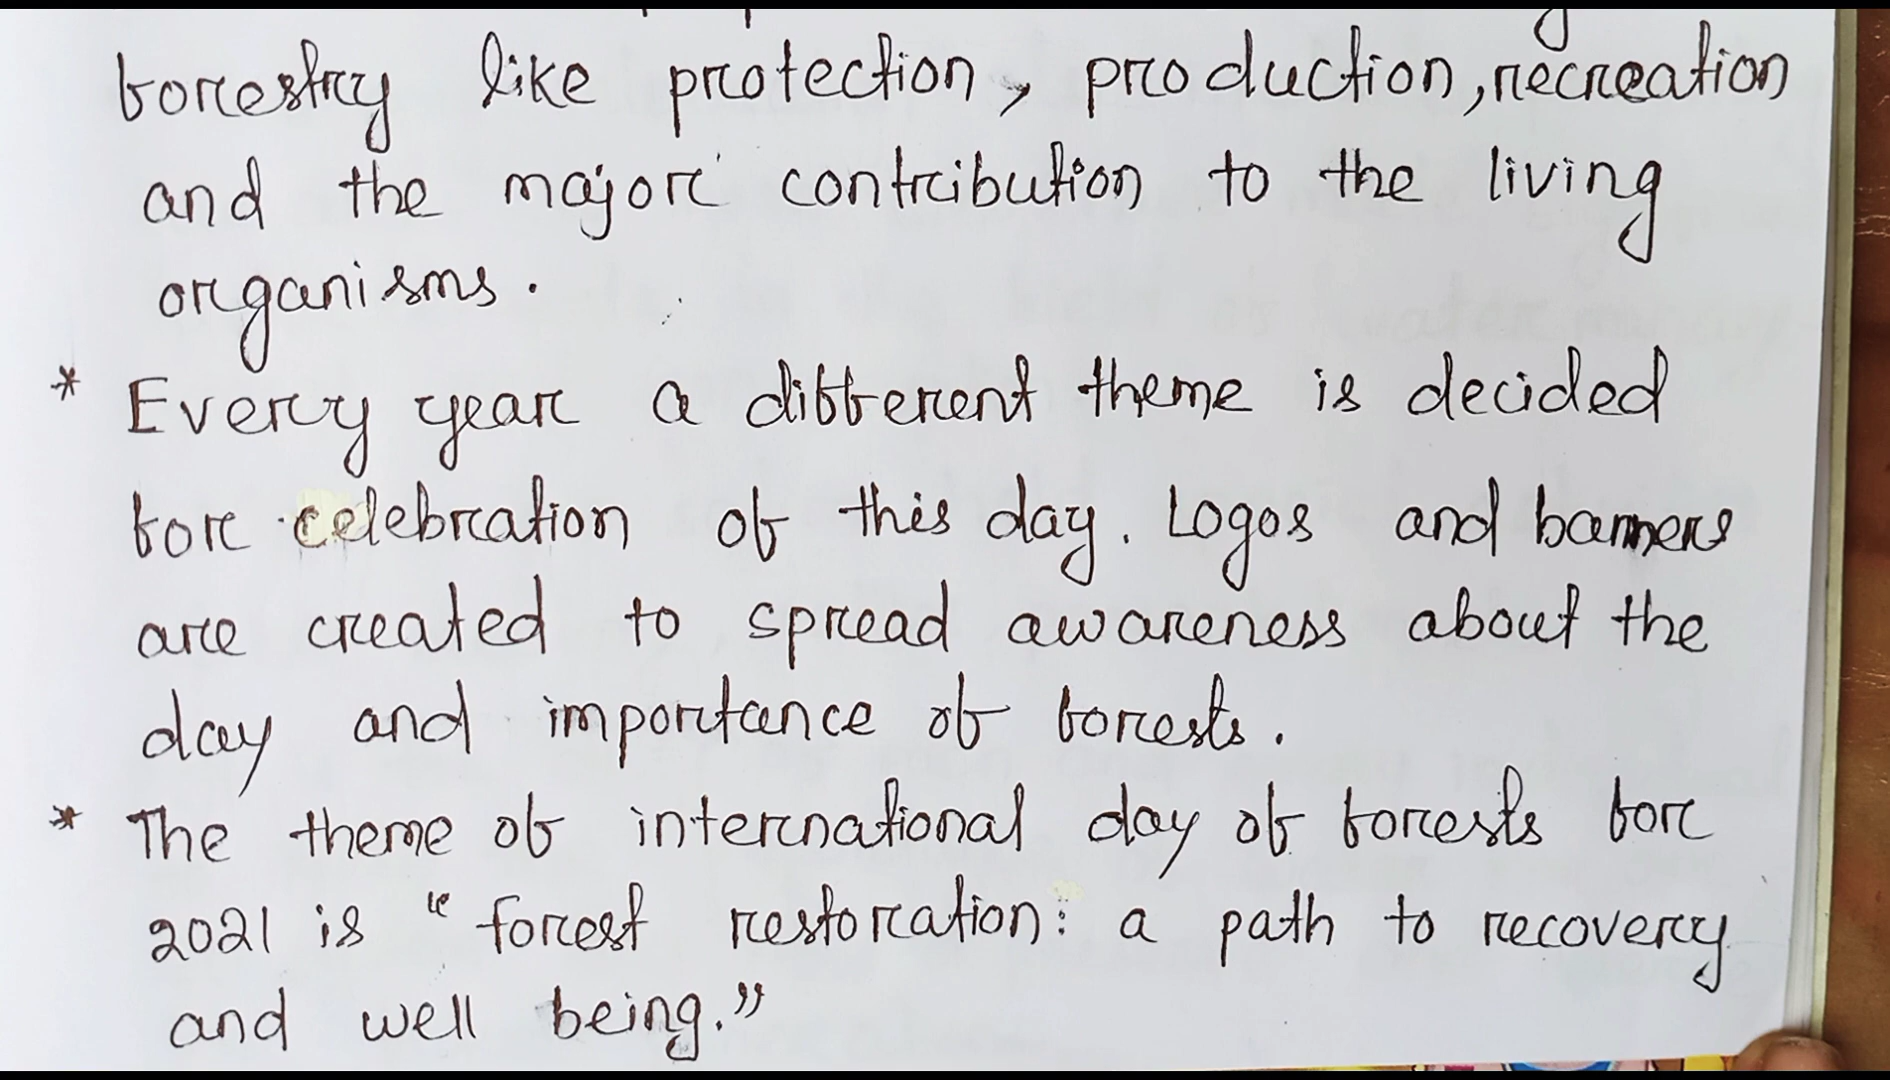 forestry like protection, production, recreation
and the major contribution to the living
organisms.
* Every year a different theme is decided
for celebration of this day. Logos and banners
are created to spread awareness about the
day and importance of forests.
* The theme of international day of forests for
2021 is "forest restoration: a path to recovery
and well being."